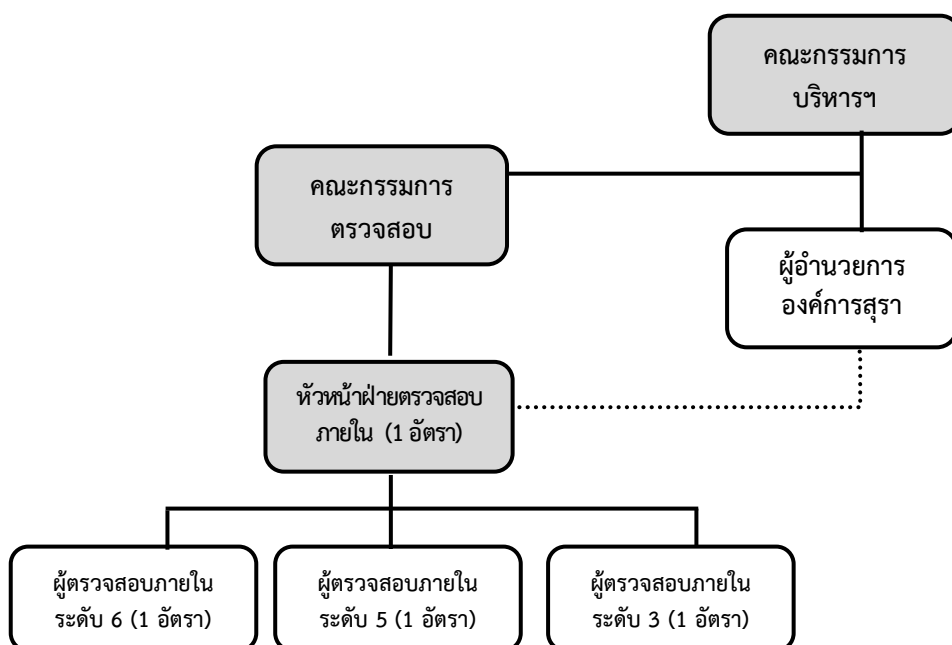 คณะกรรมการ
บริหารฯ
คณะกรรมการ
ตรวจสอบ
ผู้อำนวยการ
องค์การสุรา
หัวหน้าฝ่ายตรวจสอบ
ภายใน (1 อัตรา)
ผู้ตรวจสอบภายใน
ระดับ 6 (1 อัตรา)
ผู้ตรวจสอบภายใน
ระดับ 5 (1 อัตรา)
ผู้ตรวจสอบภายใน
ระดับ 3 (1 อัตรา)